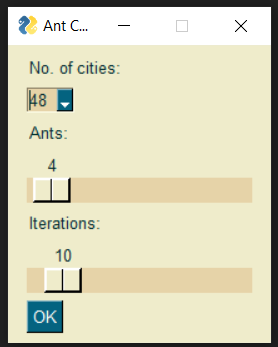 Ant C...
No. of cities:
48
Ants:
4
Iterations:
10
OK